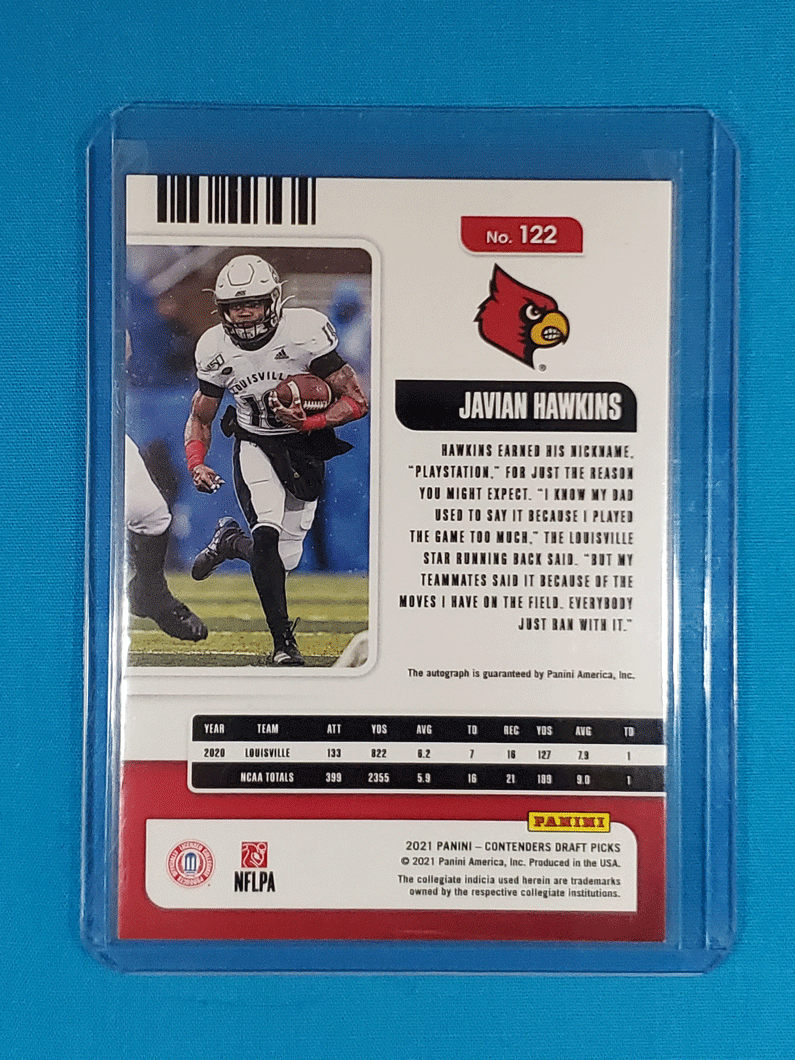 No. 122
®
JAVIAN HAWKINS
HAWKINS EARNED HIS NICKNAME,
"PLAYSTATION," FOR JUST THE REASON
YOU MIGHT EXPECT. "I KNOW MY DAD
USED TO SAY IT BECAUSE I PLAYED
THE GAME TOO MUCH," THE LOUISVILLE
STAR RUNNING BACK SAID. "BUT MY
TEAMMATES SAID IT BECAUSE OF THE
MOVES I HAVE ON THE FIELD. EVERYBODY
JUST RAN WITH IT."
LOUISVILLE
10
The autograph is guaranteed by Panini America, Inc.
YEAR TEAM ATT YDS AVG TD REC YDS AVG TD
2020 LOUISVILLE 133 822 6.2 7 16 127 7.9 1
NCAA TOTALS 399 2355 5.9 16 21 189 9.0 1
PANINI
2021 PANINI – CONTENDERS DRAFT PICKS
© 2021 Panini America, Inc. Produced in the USA.
The collegiate indicia used herein are trademarks
owned by the respective collegiate institutions.
OFFICIALLY LICENSED COLLEGIATE PRODUCTS
NFLPA